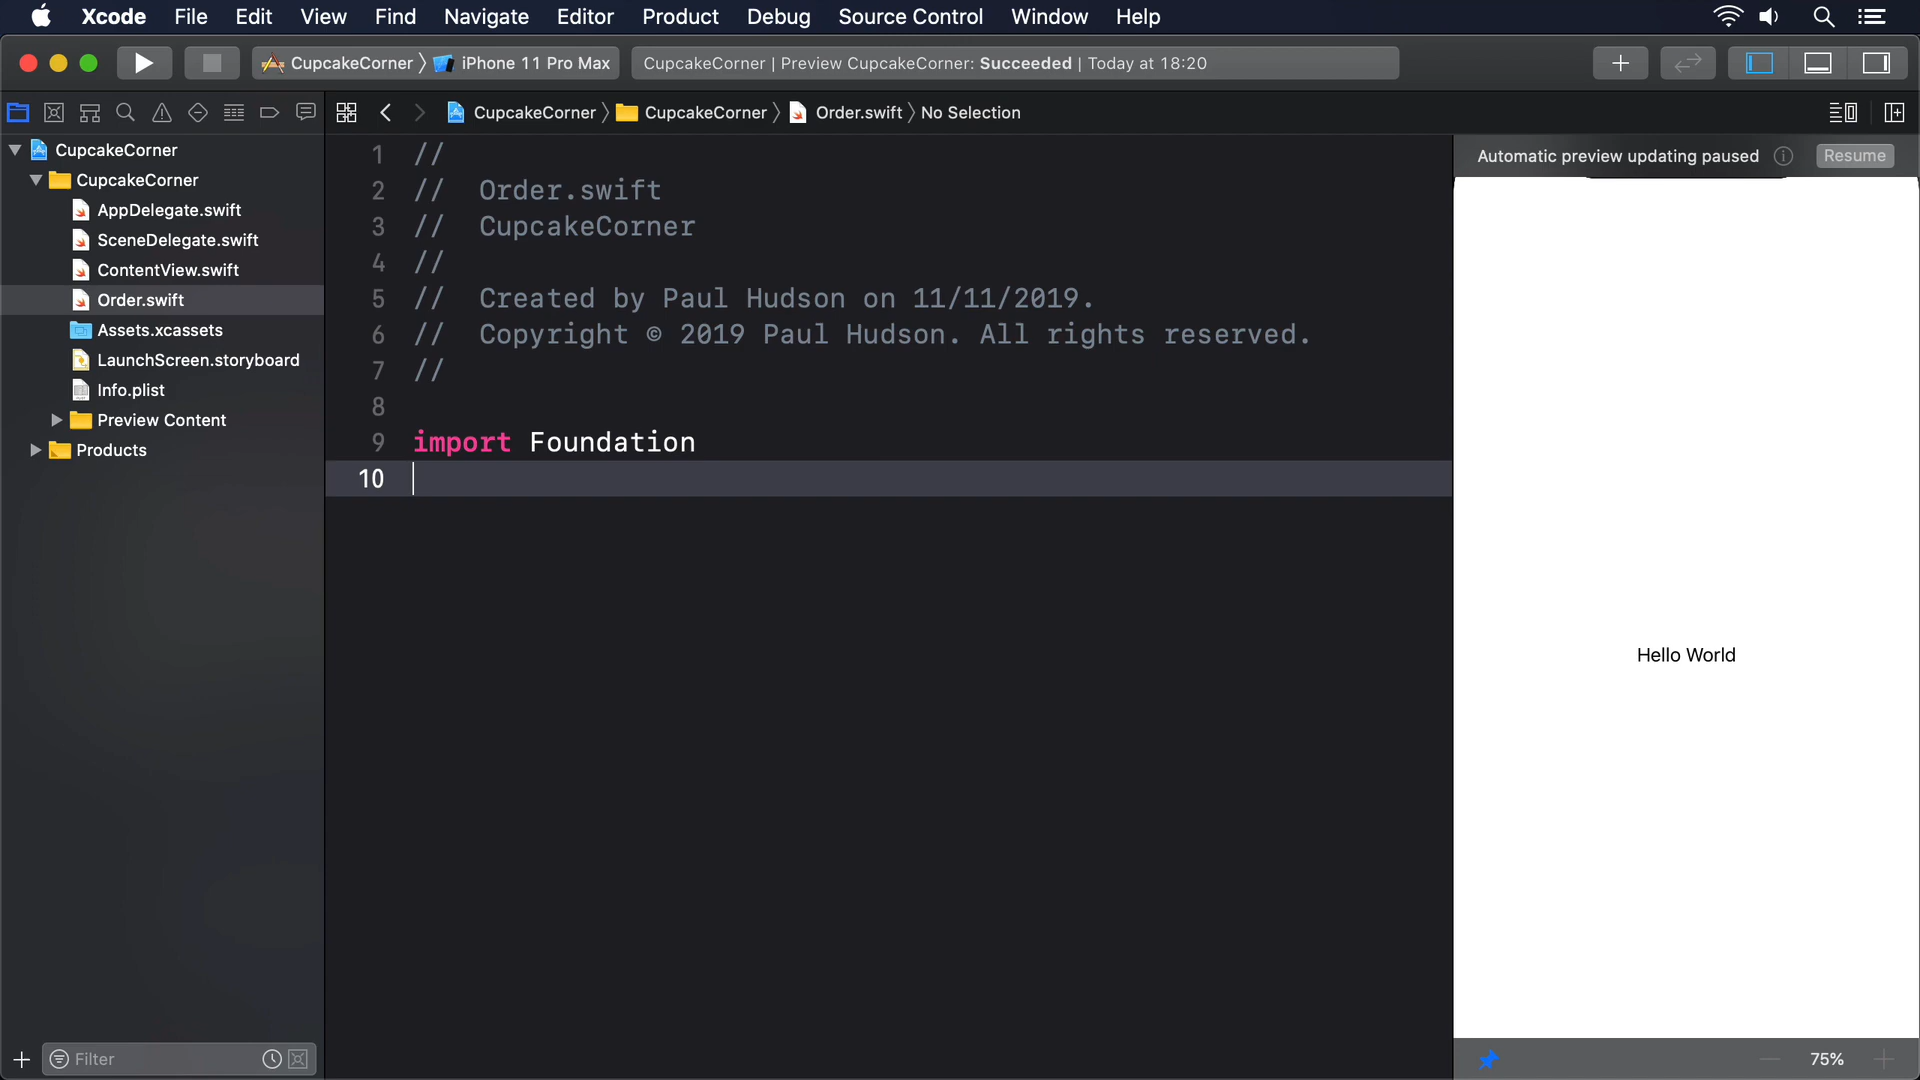 Xcode File Edit View Find Navigate Editor Product Debug Source Control Window Help
CupcakeCorner iPhone 11 Pro Max
CupcakeCorner | Preview CupcakeCorner: Succeeded | Today at 18:20
CupcakeCorner CupcakeCorner Order.swift No Selection
CupcakeCorner
CupcakeCorner
AppDelegate.swift
SceneDelegate.swift
ContentView.swift
Order.swift
Assets.xcassets
LaunchScreen.storyboard
Info.plist
Preview Content
Products
Filter
1 //
2 //  Order.swift
3 //  CupcakeCorner
4 //
5 //  Created by Paul Hudson on 11/11/2019.
6 //  Copyright © 2019 Paul Hudson. All rights reserved.
7 //
8
9 import Foundation
10
Automatic preview updating paused Resume
Hello World
75%